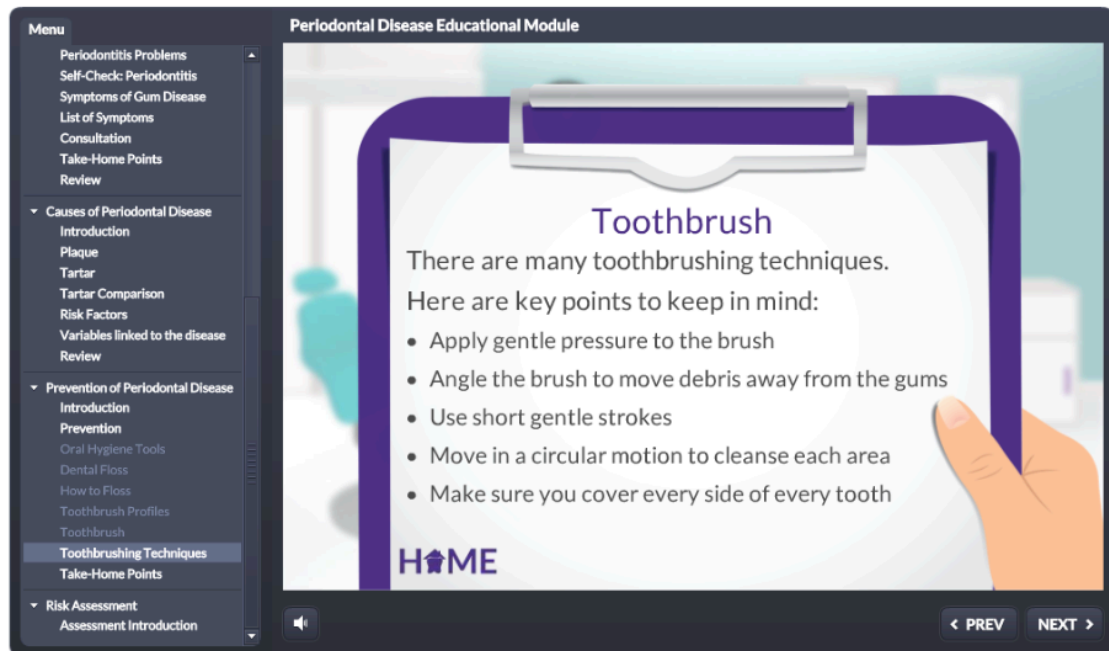 Menu
Periodontitis Problems
Self-Check: Periodontitis
Symptoms of Gum Disease
List of Symptoms
Consultation
Take-Home Points
Review
Causes of Periodontal Disease
Introduction
Plaque
Tartar
Tartar Comparison
Risk Factors
Variables linked to the disease
Review
Prevention of Periodontal Disease
Introduction
Prevention
Oral Hygiene Tools
Dental Floss
How to Floss
Toothbrush Profiles
Toothbrush
Toothbrushing Techniques
Take-Home Points
Risk Assessment
Assessment Introduction
Periodontal Disease Educational Module
Toothbrush
There are many toothbrushing techniques.
Here are key points to keep in mind:
• Apply gentle pressure to the brush
• Angle the brush to move debris away from the gums
• Use short gentle strokes
• Move in a circular motion to cleanse each area
• Make sure you cover every side of every tooth
HOME
< PREV
NEXT >